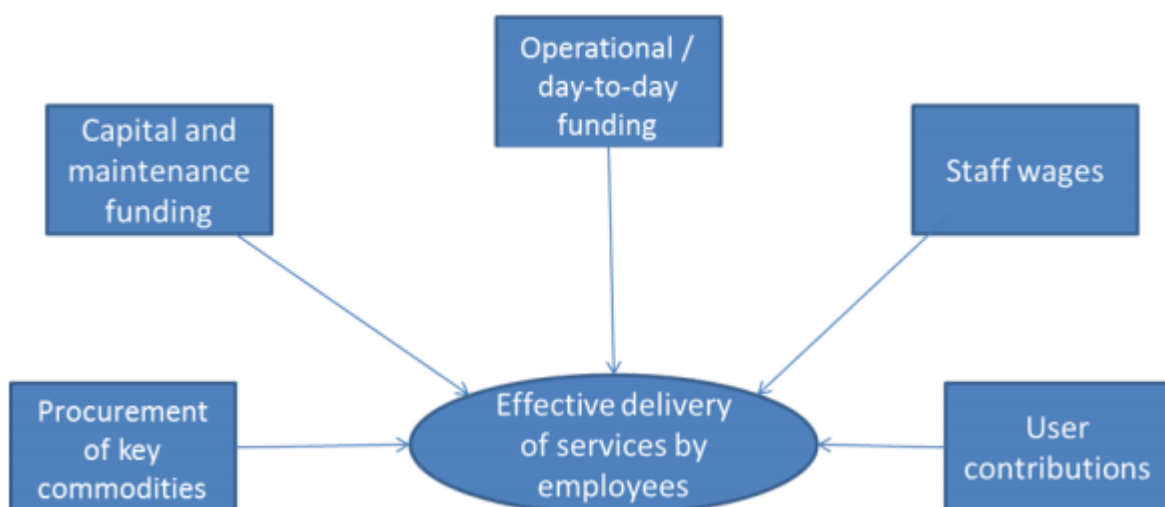 Operational /
day-to-day
funding
Capital and
maintenance
funding
Staff wages
Procurement
of key
commodities
Effective delivery
of services by
employees
User
contributions